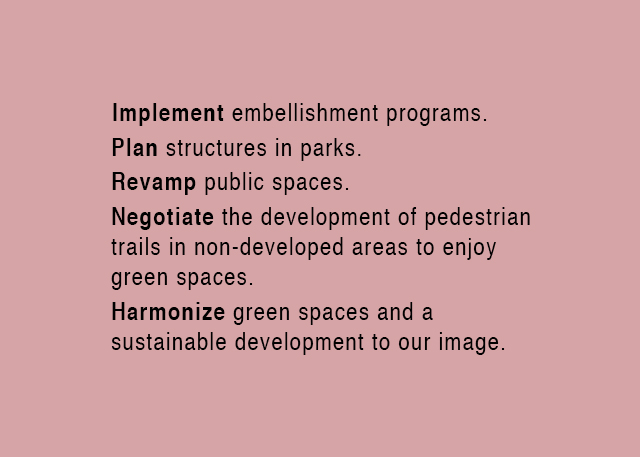 Implement embellishment programs.
Plan structures in parks.
Revamp public spaces.
Negotiate the development of pedestrian
trails in non-developed areas to enjoy
green spaces.
Harmonize green spaces and a
sustainable development to our image.